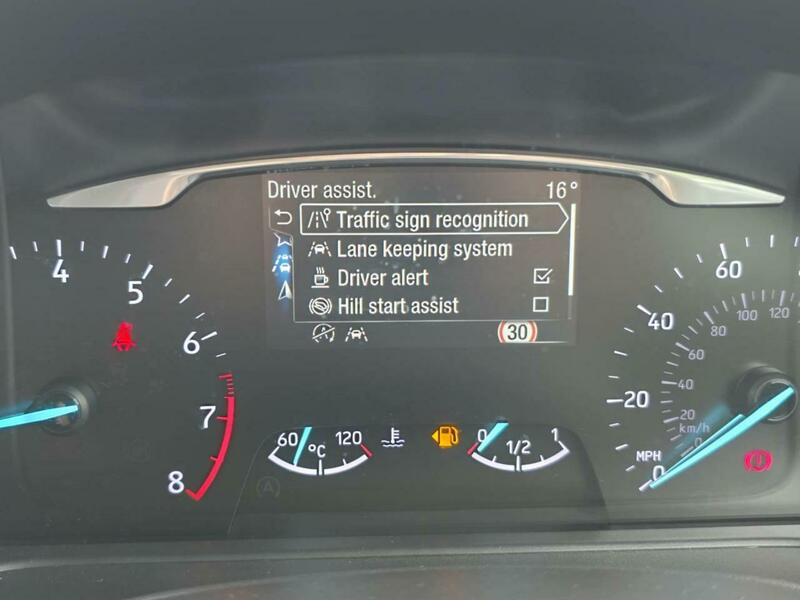 Driver assist. 16°
Traffic sign recognition
Lane keeping system
Driver alert
Hill start assist
30
4
5
6
7
8
60 °C 120
0 1/2 1
60
40
20
MPH 0
120
100
80
60
40
20
km/h
0
A